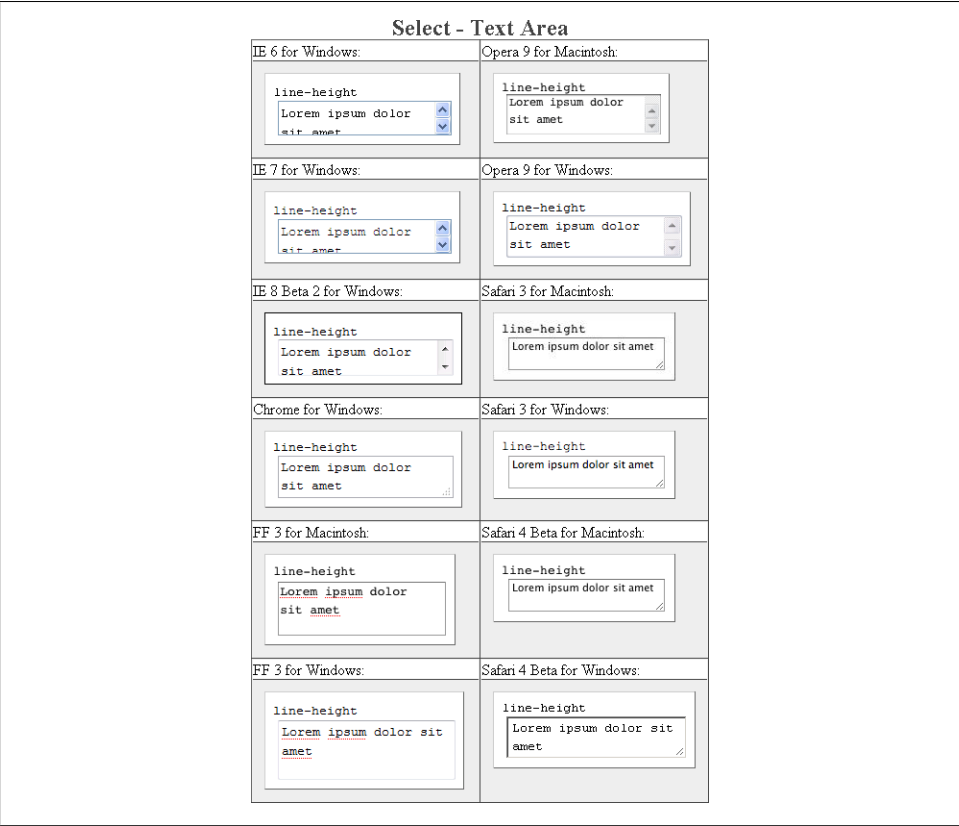 Select - Text Area
IE 6 for Windows:
line-height
Lorem ipsum dolor
sit amet
Opera 9 for Macintosh:
line-height
Lorem ipsum dolor
sit amet
IE 7 for Windows:
line-height
Lorem ipsum dolor
sit amet
Opera 9 for Windows:
line-height
Lorem ipsum dolor
sit amet
IE 8 Beta 2 for Windows:
line-height
Lorem ipsum dolor
sit amet
Safari 3 for Macintosh:
line-height
Lorem ipsum dolor sit amet
Chrome for Windows:
line-height
Lorem ipsum dolor
sit amet
Safari 3 for Windows:
line-height
Lorem ipsum dolor sit amet
FF 3 for Macintosh:
line-height
Lorem ipsum dolor
sit amet
Safari 4 Beta for Macintosh:
line-height
Lorem ipsum dolor sit amet
FF 3 for Windows:
line-height
Lorem ipsum dolor sit
amet
Safari 4 Beta for Windows:
line-height
Lorem ipsum dolor sit
amet